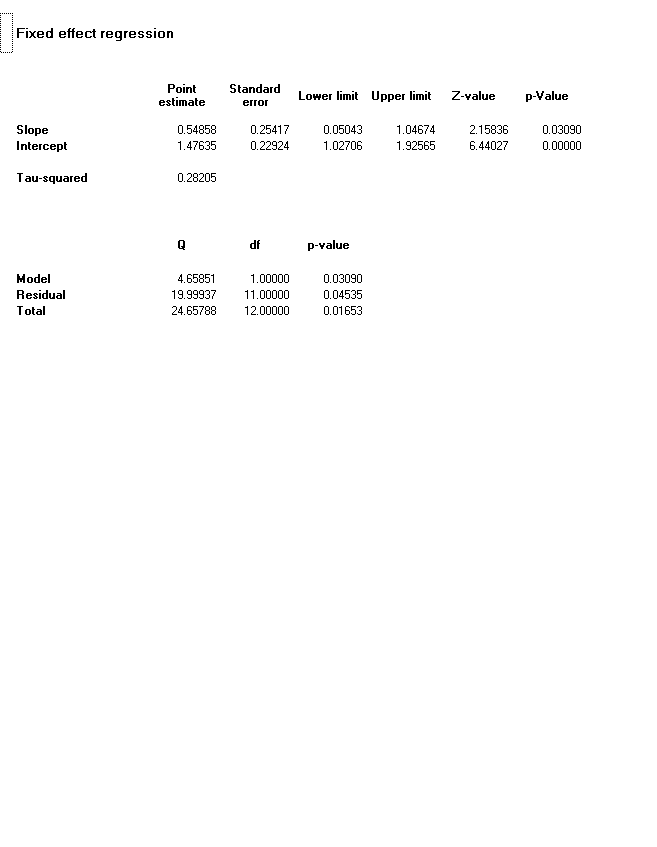 Fixed effect regression
Point estimate Standard error Lower limit Upper limit Z-value p-Value
Slope 0.54858 0.25417 0.05043 1.04674 2.15836 0.03090
Intercept 1.47635 0.22924 1.02706 1.92565 6.44027 0.00000
Tau-squared 0.28205
Q df p-value
Model 4.65851 1.00000 0.03090
Residual 19.99937 11.00000 0.04535
Total 24.65788 12.00000 0.01653